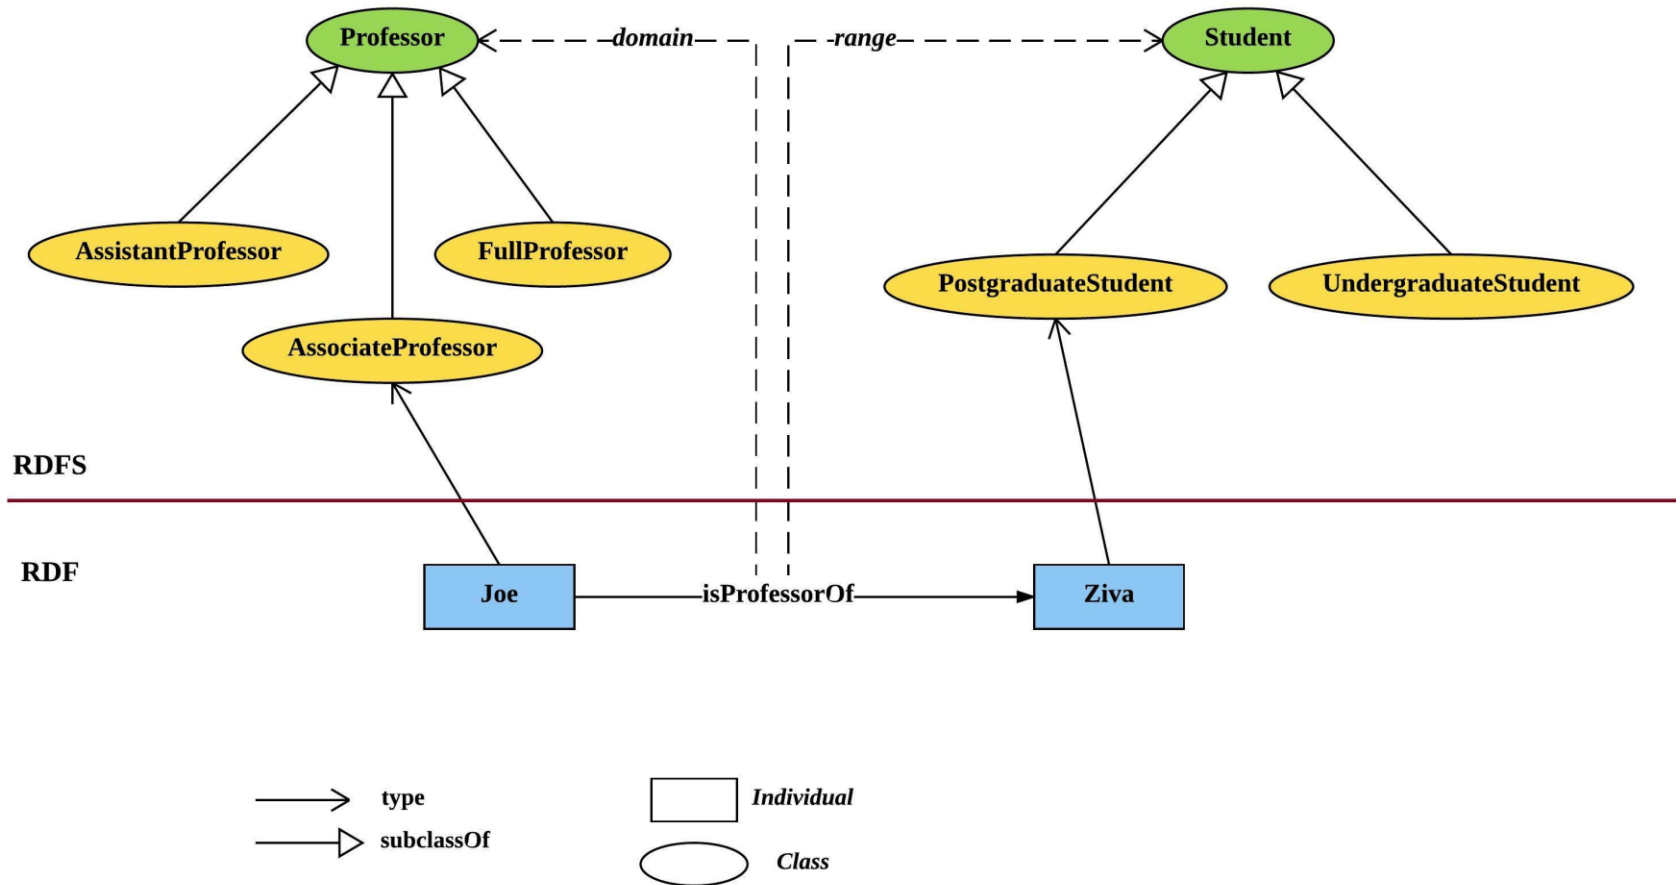 Professor
domain
range
Student
AssistantProfessor
FullProfessor
PostgraduateStudent
UndergraduateStudent
AssociateProfessor
RDFS
RDF
Joe
isProfessorOf
Ziva
type
Individual
subclassOf
Class